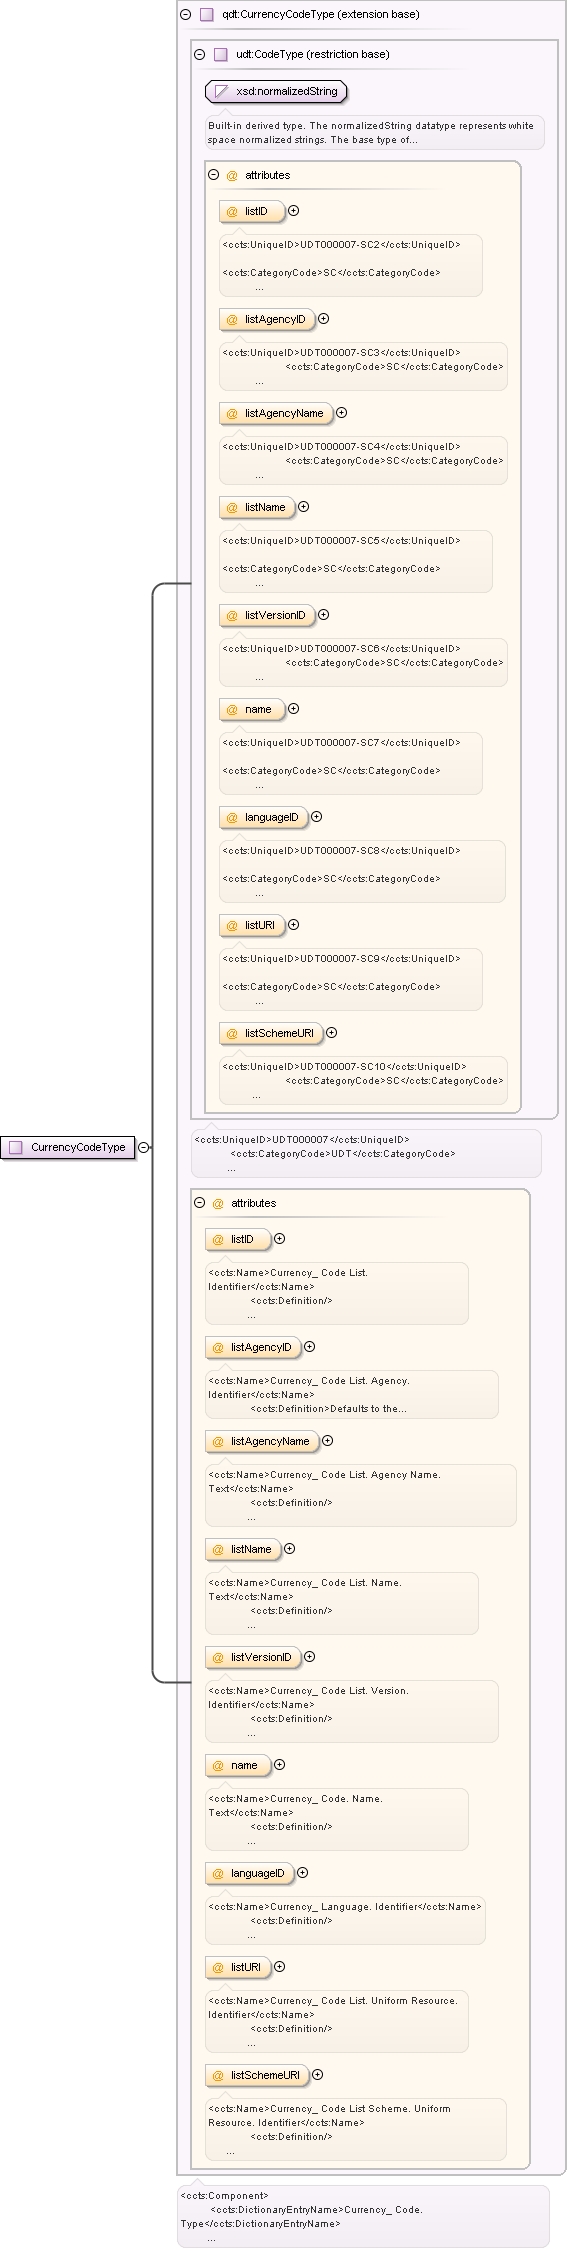 qdt:CurrencyCodeType (extension base)
udt:CodeType (restriction base)
xsd:normalizedString
Built-in derived type. The normalizedString datatype represents white
space normalized strings. The base type of...
@ attributes
@ listID
<ccts:UniqueID>UDT000007-SC2</ccts:UniqueID>
<ccts:CategoryCode>SC</ccts:CategoryCode>
...
@ listAgencyID
<ccts:UniqueID>UDT000007-SC3</ccts:UniqueID>
<ccts:CategoryCode>SC</ccts:CategoryCode>
...
@ listAgencyName
<ccts:UniqueID>UDT000007-SC4</ccts:UniqueID>
<ccts:CategoryCode>SC</ccts:CategoryCode>
...
@ listName
<ccts:UniqueID>UDT000007-SC5</ccts:UniqueID>
<ccts:CategoryCode>SC</ccts:CategoryCode>
...
@ listVersionID
<ccts:UniqueID>UDT000007-SC6</ccts:UniqueID>
<ccts:CategoryCode>SC</ccts:CategoryCode>
...
@ name
<ccts:UniqueID>UDT000007-SC7</ccts:UniqueID>
<ccts:CategoryCode>SC</ccts:CategoryCode>
...
@ languageID
<ccts:UniqueID>UDT000007-SC8</ccts:UniqueID>
<ccts:CategoryCode>SC</ccts:CategoryCode>
...
@ listURI
<ccts:UniqueID>UDT000007-SC9</ccts:UniqueID>
<ccts:CategoryCode>SC</ccts:CategoryCode>
...
@ listSchemeURI
<ccts:UniqueID>UDT000007-SC10</ccts:UniqueID>
<ccts:CategoryCode>SC</ccts:CategoryCode>
...
CurrencyCodeType
<ccts:UniqueID>UDT000007</ccts:UniqueID>
<ccts:CategoryCode>UDT</ccts:CategoryCode>
...
@ attributes
@ listID
<ccts:Name>Currency_ Code List.
Identifier</ccts:Name>
<ccts:Definition/>
...
@ listAgencyID
<ccts:Name>Currency_ Code List. Agency.
Identifier</ccts:Name>
<ccts:Definition>Defaults to the...
@ listAgencyName
<ccts:Name>Currency_ Code List. Agency Name.
Text</ccts:Name>
<ccts:Definition/>
...
@ listName
<ccts:Name>Currency_ Code List. Name.
Text</ccts:Name>
<ccts:Definition/>
...
@ listVersionID
<ccts:Name>Currency_ Code List. Version.
Identifier</ccts:Name>
<ccts:Definition/>
...
@ name
<ccts:Name>Currency_ Code. Name.
Text</ccts:Name>
<ccts:Definition/>
...
@ languageID
<ccts:Name>Currency_ Language. Identifier</ccts:Name>
<ccts:Definition/>
...
@ listURI
<ccts:Name>Currency_ Code List. Uniform Resource.
Identifier</ccts:Name>
<ccts:Definition/>
...
@ listSchemeURI
<ccts:Name>Currency_ Code List Scheme. Uniform
Resource. Identifier</ccts:Name>
<ccts:Definition/>
...
<ccts:Component>
<ccts:DictionaryEntryName>Currency_ Code.
Type</ccts:DictionaryEntryName>
...